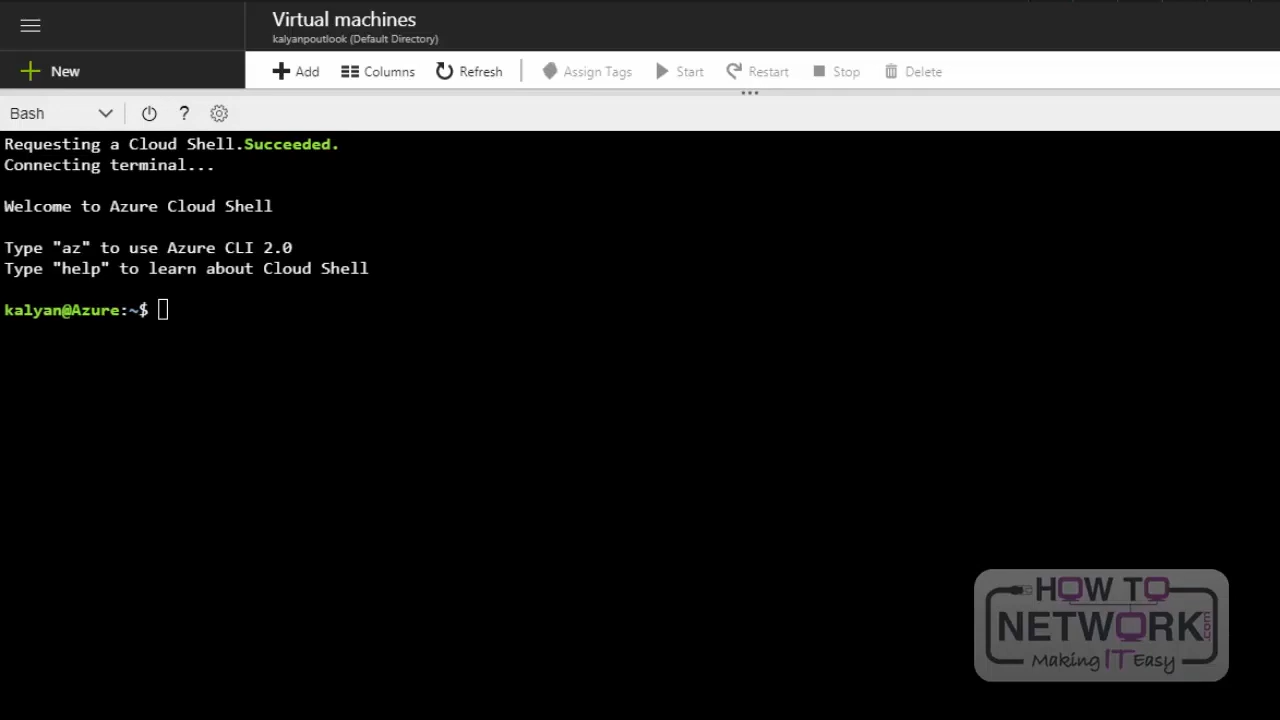 Virtual machines
kalyanpoutlook (Default Directory)
New
Add Columns Refresh Assign Tags Start Restart Stop Delete
Bash ?
Requesting a Cloud Shell.Succeeded.
Connecting terminal...
Welcome to Azure Cloud Shell
Type "az" to use Azure CLI 2.0
Type "help" to learn about Cloud Shell
kalyan@Azure:~$
HOW TO
NETWORK.com
Making IT Easy